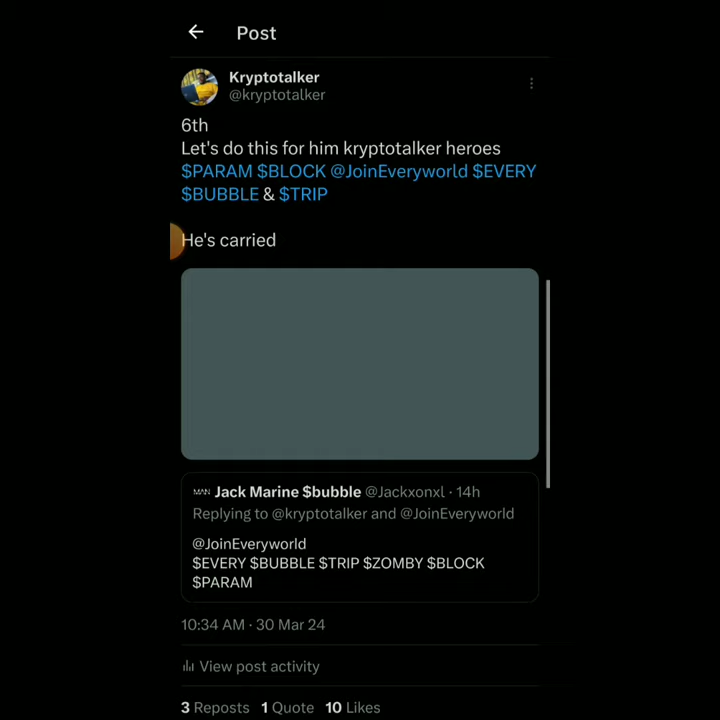 Post
Kryptotalker
@kryptotalker
6th
Let's do this for him kryptotalker heroes
$PARAM $BLOCK @JoinEveryworld $EVERY
$BUBBLE & $TRIP
He's carried
Jack Marine $bubble @Jackxonxl · 14h
Replying to @kryptotalker and @JoinEveryworld
@JoinEveryworld
$EVERY $BUBBLE $TRIP $ZOMBY $BLOCK
$PARAM
10:34 AM · 30 Mar 24
View post activity
3 Reposts 1 Quote 10 Likes